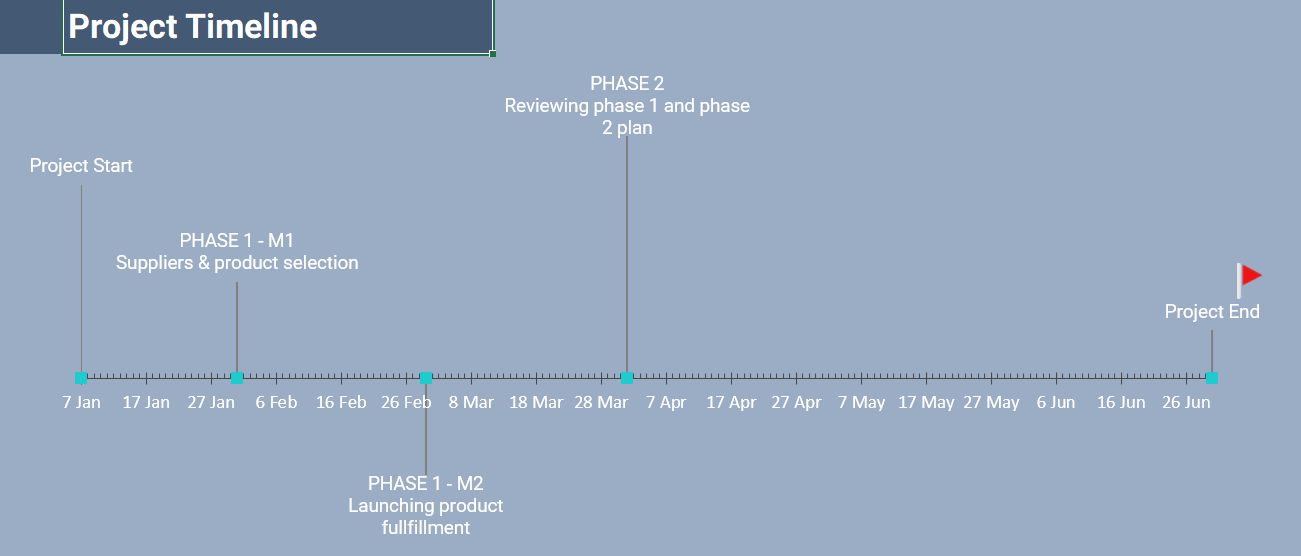 Project Timeline
PHASE 2
Reviewing phase 1 and phase
2 plan
Project Start
PHASE 1 - M1
Suppliers & product selection
Project End
7 Jan 17 Jan 27 Jan 6 Feb 16 Feb 26 Feb 8 Mar 18 Mar 28 Mar 7 Apr 17 Apr 27 Apr 7 May 17 May 27 May 6 Jun 16 Jun 26 Jun
PHASE 1 - M2
Launching product
fullfillment